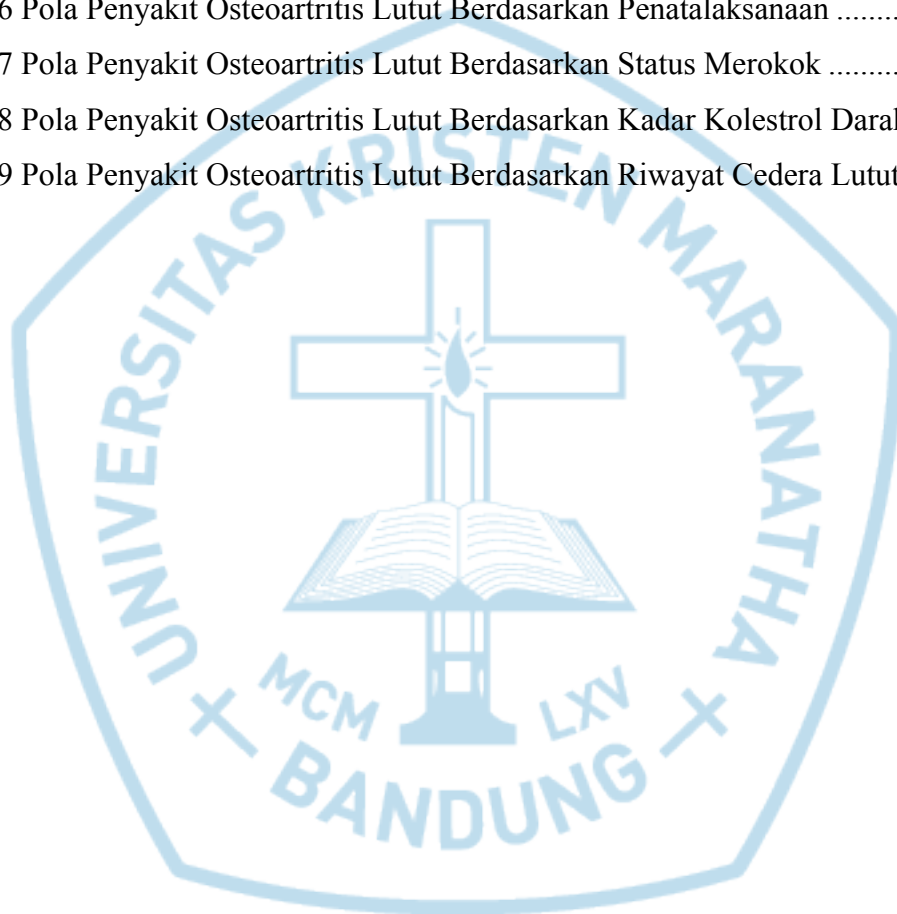 6 Pola Penyakit Osteoartritis Lutut Berdasarkan Penatalaksanaan ........
7 Pola Penyakit Osteoartritis Lutut Berdasarkan Status Merokok .........
8 Pola Penyakit Osteoartritis Lutut Berdasarkan Kadar Kolestrol Darah
9 Pola Penyakit Osteoartritis Lutut Berdasarkan Riwayat Cedera Lutut
UNIVERSITAS KRISTEN MARANATHA
MCM LXV
+ BANDUNG +